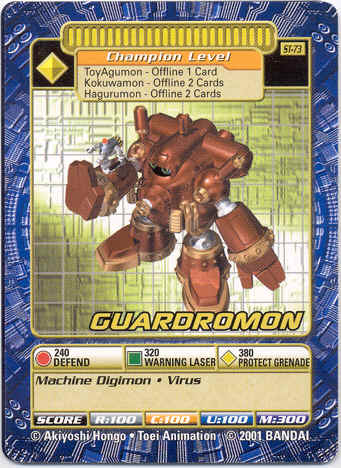 Champion Level
ST-73
ToyAgumon - Offline 1 Card
Kokuwamon - Offline 2 Cards
Hagurumon - Offline 2 Cards
GUARDROMON
240 DEFEND
320 WARNING LASER
380 PROTECT GRENADE
Machine Digimon • Virus
SCORE R:100 C:100 U:100 M:300
© Akiyoshi Hongo • Toei Animation • © 2001 BANDAI